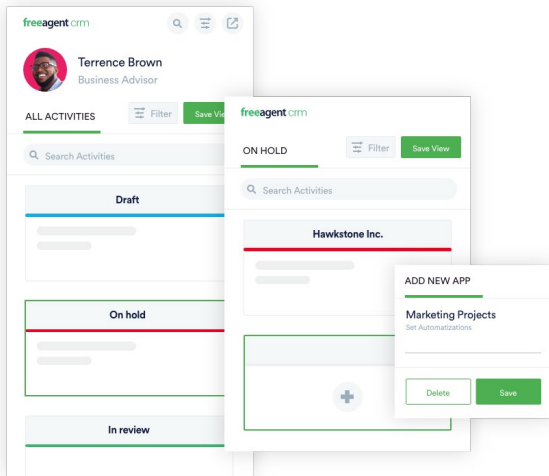 freeagent crm
Terrence Brown
Business Advisor
ALL ACTIVITIES
Filter
Save Vie
Search Activities
Draft
On hold
In review
freeagent crm
ON HOLD
Filter
Save View
Search Activities
Hawkstone Inc.
ADD NEW APP
Marketing Projects
Set Automatizations
Delete
Save